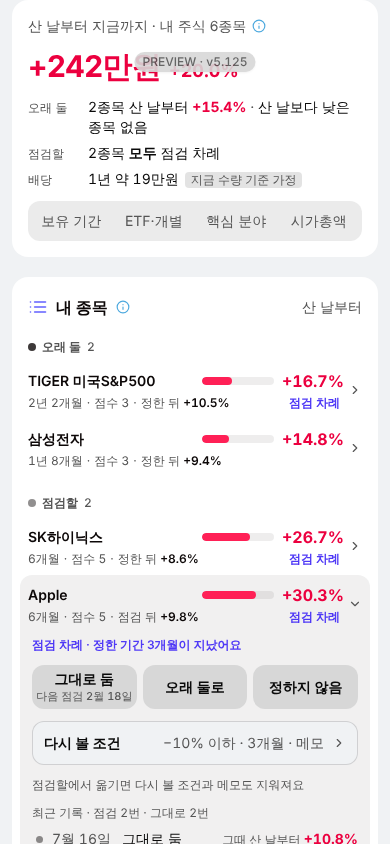 산 날부터 지금까지 · 내 주식 6종목
+242만원 +20.0%
PREVIEW · v5.125
오래 둘 2종목 산 날부터 +15.4% · 산 날보다 낮은
종목 없음
점검할 2종목 모두 점검 차례
배당 1년 약 19만원 지금 수량 기준 가정
보유 기간 ETF·개별 핵심 분야 시가총액
내 종목 산 날부터
오래 둘 2
TIGER 미국S&P500 +16.7%
2년 2개월 · 점수 3 · 정한 뒤 +10.5% 점검 차례
삼성전자 +14.8%
1년 8개월 · 점수 3 · 정한 뒤 +9.4%
점검할 2
SK하이닉스 +26.7%
6개월 · 점수 5 · 정한 뒤 +8.6% 점검 차례
Apple +30.3%
6개월 · 점수 5 · 점검 뒤 +9.8% 점검 차례
점검 차례 · 정한 기간 3개월이 지났어요
그대로 둠 오래 둘로 정하지 않음
다음 점검 2월 18일
다시 볼 조건 −10% 이하 · 3개월 · 메모
점검할에서 옮기면 다시 볼 조건과 메모도 지워져요
최근 기록 · 점검 2번 · 그대로 2번
7월 16일 그대로 둠 그때 산 날부터 +10.8%